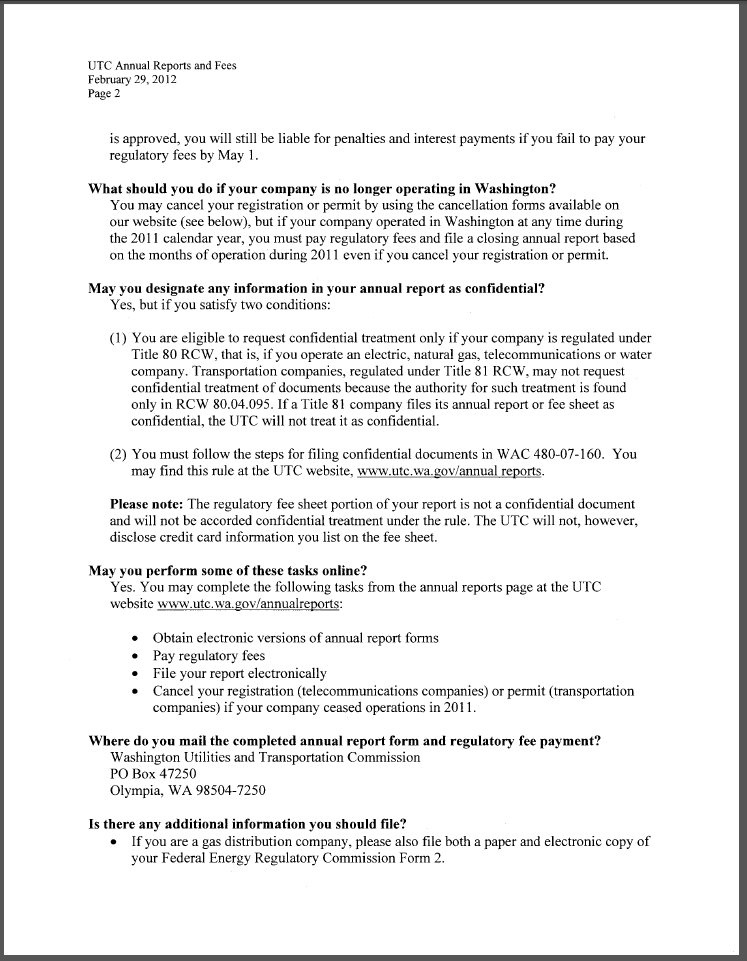 UTC Annual Reports and Fees
February 29, 2012
Page 2
is approved, you will still be liable for penalties and interest payments if you fail to pay your
regulatory fees by May 1.
What should you do if your company is no longer operating in Washington?
You may cancel your registration or permit by using the cancellation forms available on
our website (see below), but if your company operated in Washington at any time during
the 2011 calendar year, you must pay regulatory fees and file a closing annual report based
on the months of operation during 2011 even if you cancel your registration or permit.
May you designate any information in your annual report as confidential?
Yes, but if you satisfy two conditions:
(1) You are eligible to request confidential treatment only if your company is regulated under
Title 80 RCW, that is, if you operate an electric, natural gas, telecommunications or water
company. Transportation companies, regulated under Title 81 RCW, may not request
confidential treatment of documents because the authority for such treatment is found
only in RCW 80.04.095. If a Title 81 company files its annual report or fee sheet as
confidential, the UTC will not treat it as confidential.
(2) You must follow the steps for filing confidential documents in WAC 480-07-160. You
may find this rule at the UTC website, www.utc.wa.gov/annual reports.
Please note: The regulatory fee sheet portion of your report is not a confidential document
and will not be accorded confidential treatment under the rule. The UTC will not, however,
disclose credit card information you list on the fee sheet.
May you perform some of these tasks online?
Yes. You may complete the following tasks from the annual reports page at the UTC
website www.utc.wa.gov/annualreports:
• Obtain electronic versions of annual report forms
• Pay regulatory fees
• File your report electronically
• Cancel your registration (telecommunications companies) or permit (transportation
companies) if your company ceased operations in 2011.
Where do you mail the completed annual report form and regulatory fee payment?
Washington Utilities and Transportation Commission
PO Box 47250
Olympia, WA 98504-7250
Is there any additional information you should file?
• If you are a gas distribution company, please also file both a paper and electronic copy of
your Federal Energy Regulatory Commission Form 2.